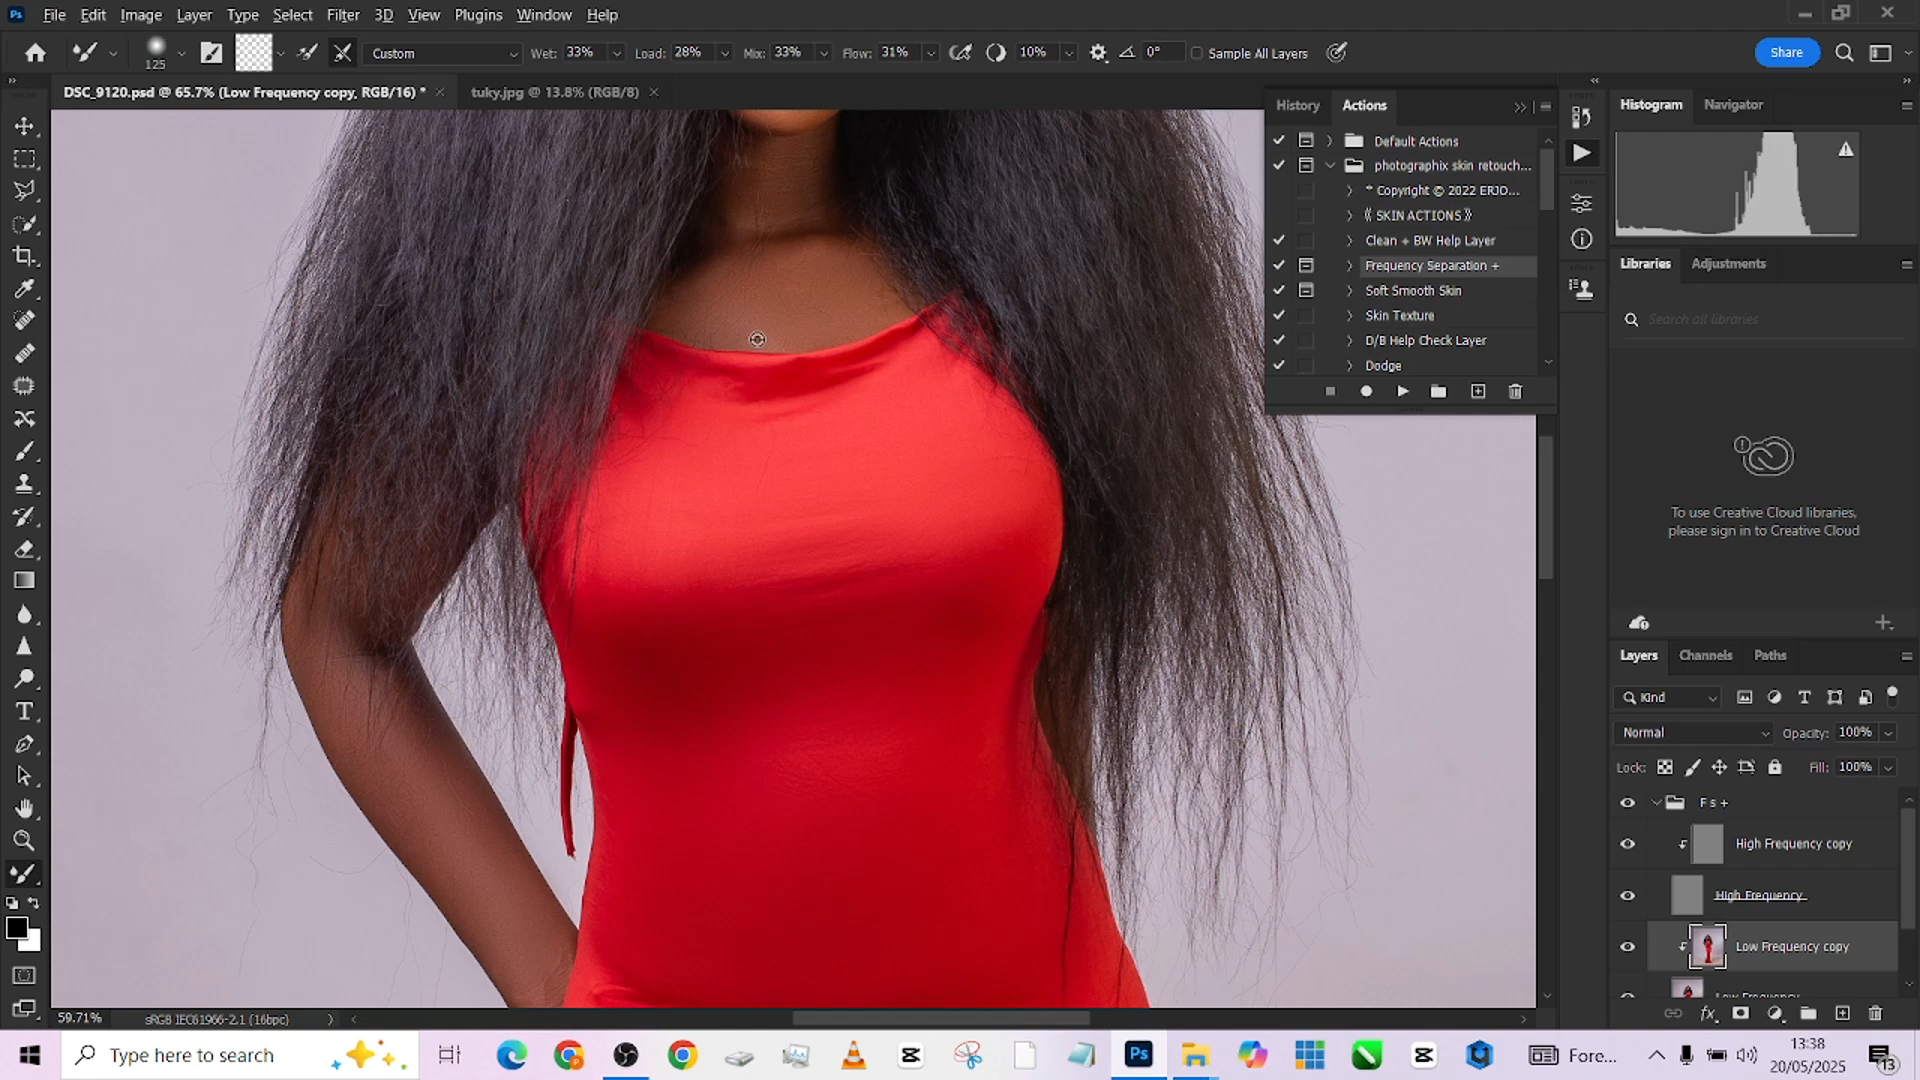 File Edit Image Layer Type Select Filter 3D View Plugins Window Help
125 Custom Wet: 33% Load: 28% Mix: 33% Flow: 31% 10% 0° Sample All Layers Share
DSC_9120.psd @ 65.7% (Low Frequency copy, RGB/16) * tuky.jpg @ 13.8% (RGB/8)
History Actions
Default Actions
photographix skin retouch...
* Copyright © 2022 ERJO...
⟪ SKIN ACTIONS ⟫
Clean + BW Help Layer
Frequency Separation +
Soft Smooth Skin
Skin Texture
D/B Help Check Layer
Dodge
Histogram Navigator
Libraries Adjustments
Search all libraries
To use Creative Cloud libraries,
please sign in to Creative Cloud
Layers Channels Paths
Kind
Normal Opacity: 100%
Lock: Fill: 100%
F s +
High Frequency copy
High Frequency
Low Frequency copy
Low Frequency
59.71% sRGB IEC61966-2.1 (16bpc)
Type here to search
Fore...
13:38
20/05/2025
13